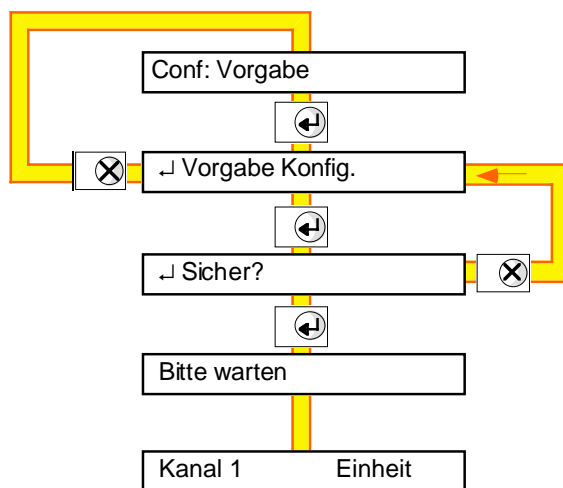 Conf: Vorgabe
↵ Vorgabe Konfig.
↵ Sicher?
Bitte warten
Kanal 1 Einheit